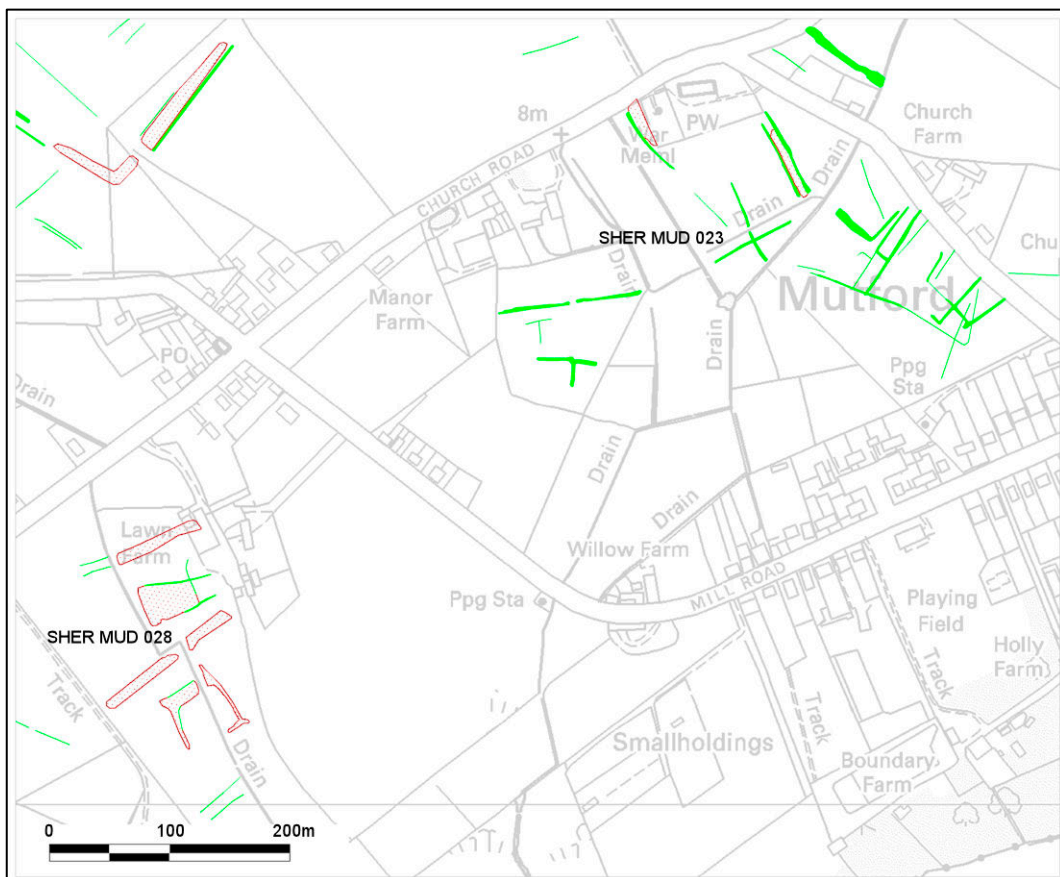 8m
PW
War
Meml
Church
Farm
CHURCH ROAD
Drain
Drain
SHER MUD 023
Drain
Manor
Farm
Mutford
PO
Drain
Drain
Ppg
Sta
Drain
Drain
Lawn
Farm
Willow Farm
MILL ROAD
Ppg Sta
Playing
Field
SHER MUD 028
Holly
Farm
Track
Track
Track
Smallholdings
Boundary
Farm
Drain
0 100 200m